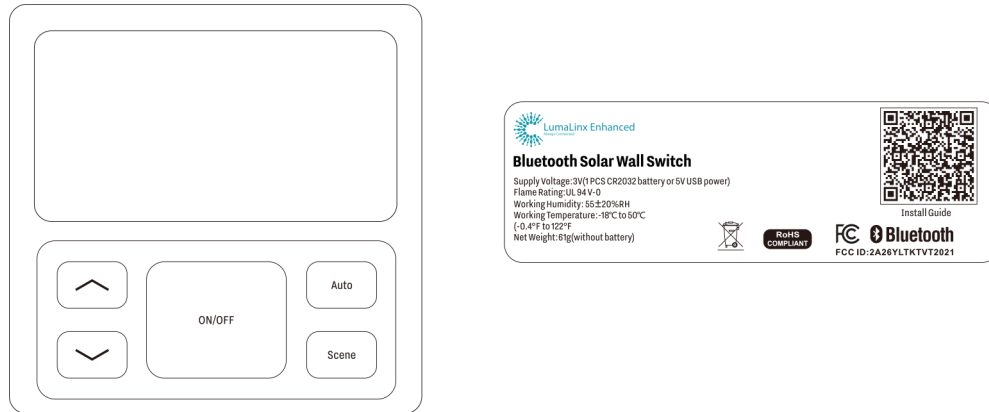 Auto
ON/OFF
Scene
LumaLinx Enhanced
Always Connected
Bluetooth Solar Wall Switch
Supply Voltage:3V(1 PCS CR2032 battery or 5V USB power)
Flame Rating:UL 94 V-0
Working Humidity: 55±20%RH
Working Temperature:-18℃ to 50℃
(-0.4°F to 122°F
Net Weight:61g(without battery)
Install Guide
RoHS
COMPLIANT
FC Bluetooth
FCC ID:2A26YLTKTVT2021